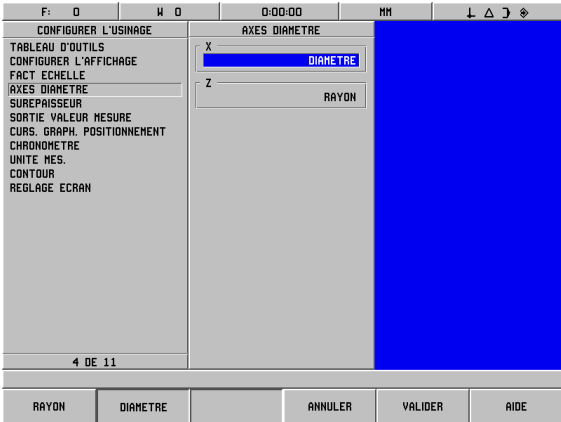 F: 0 W 0 0:00:00 MM
CONFIGURER L'USINAGE
TABLEAU D'OUTILS
CONFIGURER L'AFFICHAGE
FACT ECHELLE
AXES DIAMETRE
SUREPAISSEUR
SORTIE VALEUR MESURE
CURS. GRAPH. POSITIONNEMENT
CHRONOMETRE
UNITE MES.
CONTOUR
REGLAGE ECRAN
4 DE 11
AXES DIAMETRE
X
DIAMETRE
Z
RAYON
RAYON DIAMETRE ANNULER VALIDER AIDE